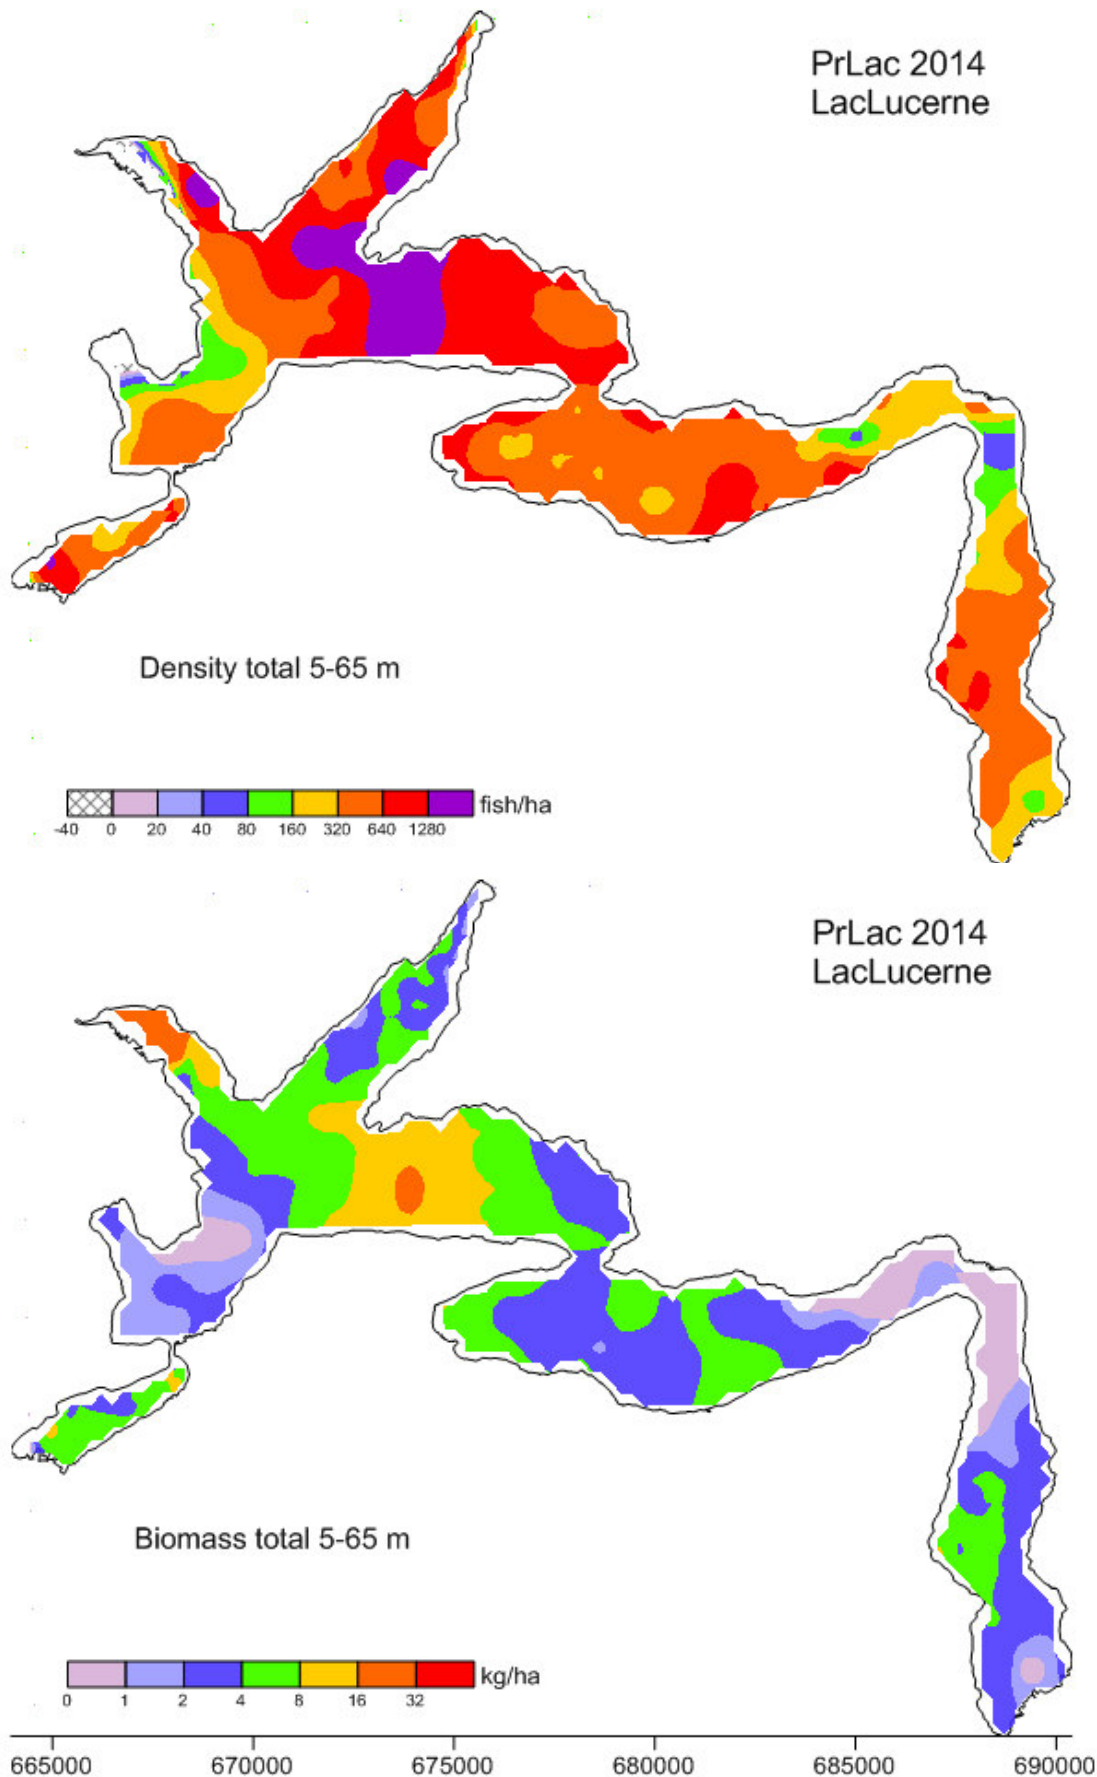 PrLac 2014
LacLucerne
Density total 5-65 m
fish/ha
-40 0 20 40 80 160 320 640 1280
PrLac 2014
LacLucerne
Biomass total 5-65 m
kg/ha
0 1 2 4 8 16 32
665000 670000 675000 680000 685000 690000